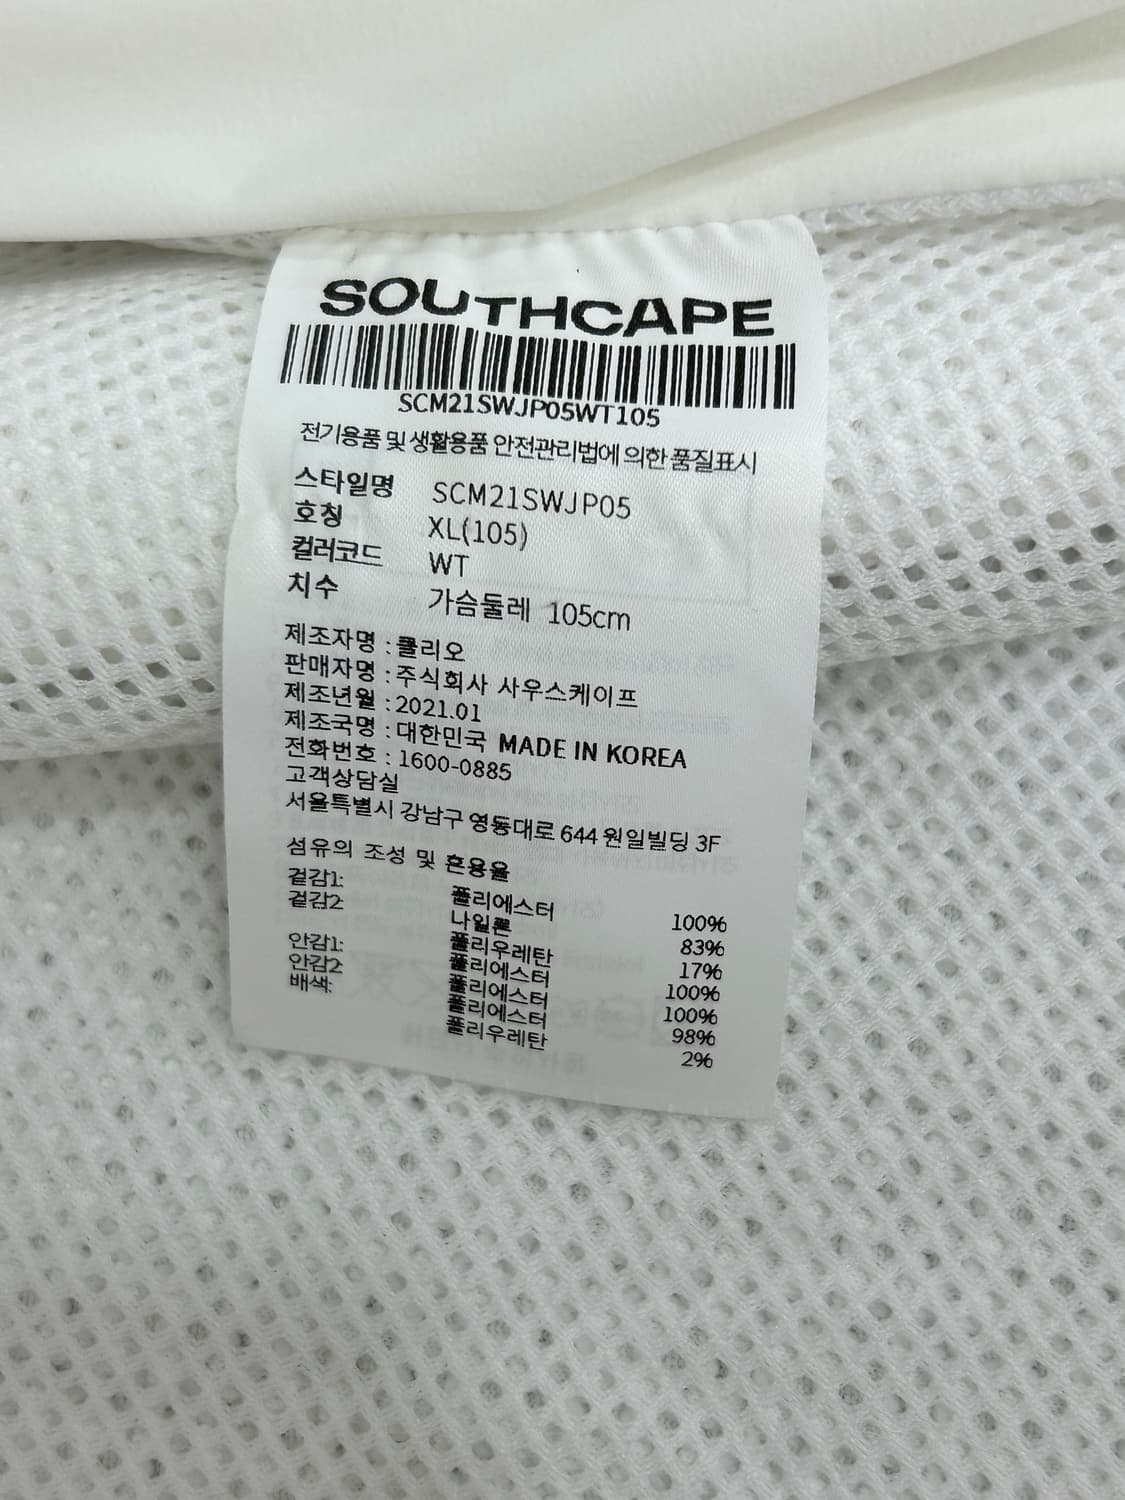 SOUTHCAPE
SCM21SWJP05WT105
전기용품 및 생활용품 안전관리법에 의한 품질표시
스타일명 SCM21SWJP05
호칭 XL(105)
컬러코드 WT
치수 가슴둘레 105cm
제조자명 : 클리오
판매자명 : 주식회사 사우스케이프
제조년월 : 2021.01
제조국명 : 대한민국 MADE IN KOREA
전화번호 : 1600-0885
고객상담실
서울특별시 강남구 영동대로 644 원일빌딩 3F
섬유의 조성 및 혼용율
겉감1: 폴리에스터 100%
겉감2: 나일론 83%
폴리우레탄 17%
안감1: 폴리에스터 100%
안감2: 폴리에스터 100%
배색: 폴리에스터 98%
폴리우레탄 2%